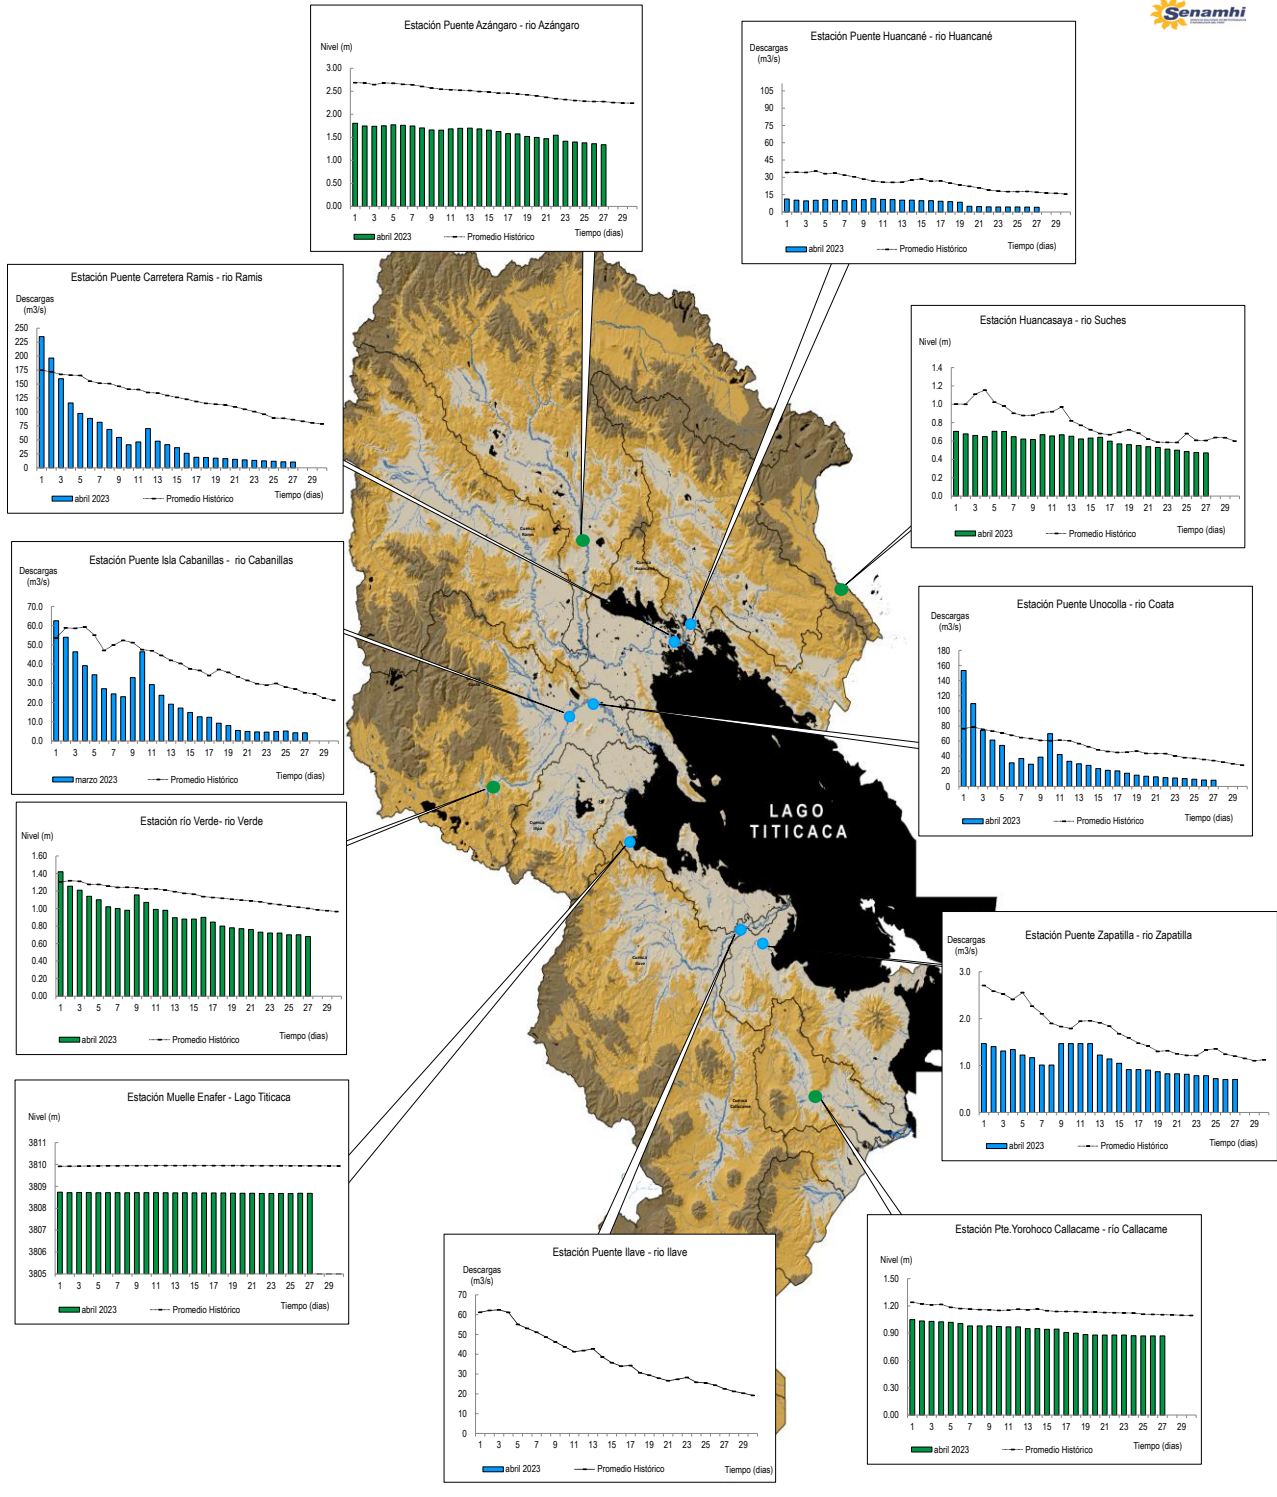 Senamhi
Estación Puente Azángaro - rio Azángaro
Nivel (m)
3.00
2.50
2.00
1.50
1.00
0.50
0.00
1 3 5 7 9 11 13 15 17 19 21 23 25 27 29
abril 2023 Promedio Histórico Tiempo (dias)
Estación Puente Huancané - rio Huancané
Descargas
(m3/s)
105
90
75
60
45
30
15
0
1 3 5 7 9 11 13 15 17 19 21 23 25 27 29
abril 2023 Promedio Histórico Tiempo (dias)
Estación Puente Carretera Ramis - rio Ramis
Descargas
(m3/s)
250
225
200
175
150
125
100
75
50
25
0
1 3 5 7 9 11 13 15 17 19 21 23 25 27 29
abril 2023 Promedio Histórico Tiempo (dias)
Estación Huancasaya - rio Suches
Nivel (m)
1.4
1.2
1.0
0.8
0.6
0.4
0.2
0.0
1 3 5 7 9 11 13 15 17 19 21 23 25 27 29
abril 2023 Promedio Histórico Tiempo (dias)
Estación Puente Isla Cabanillas - rio Cabanillas
Descargas
(m3/s)
70.0
60.0
50.0
40.0
30.0
20.0
10.0
0.0
1 3 5 7 9 11 13 15 17 19 21 23 25 27 29
marzo 2023 Promedio Histórico Tiempo (dias)
Estación Puente Unocolla - rio Coata
Descargas
(m3/s)
180
160
140
120
100
80
60
40
20
0
1 3 5 7 9 11 13 15 17 19 21 23 25 27 29
abril 2023 Promedio Histórico Tiempo (dias)
LAGO
TITICACA
Estación río Verde- rio Verde
Nivel (m)
1.60
1.40
1.20
1.00
0.80
0.60
0.40
0.20
0.00
1 3 5 7 9 11 13 15 17 19 21 23 25 27 29
abril 2023 Promedio Histórico Tiempo (dias)
Estación Puente Zapatilla - rio Zapatilla
Descargas
(m3/s)
3.0
2.0
1.0
0.0
1 3 5 7 9 11 13 15 17 19 21 23 25 27 29
abril 2023 Promedio Histórico Tiempo (dias)
Estación Muelle Enafer - Lago Titicaca
Nivel (m)
3811
3810
3809
3808
3807
3806
3805
1 3 5 7 9 11 13 15 17 19 21 23 25 27 29
abril 2023 Promedio Histórico Tiempo (dias)
Estación Puente Ilave - rio Ilave
Descargas
(m3/s)
70
60
50
40
30
20
10
0
1 3 5 7 9 11 13 15 17 19 21 23 25 27 29
abril 2023 Promedio Histórico Tiempo (dias)
Estación Pte.Yorohoco Callacame - río Callacame
Nivel (m)
1.50
1.20
0.90
0.60
0.30
0.00
1 3 5 7 9 11 13 15 17 19 21 23 25 27 29
abril 2023 Promedio Histórico Tiempo (dias)